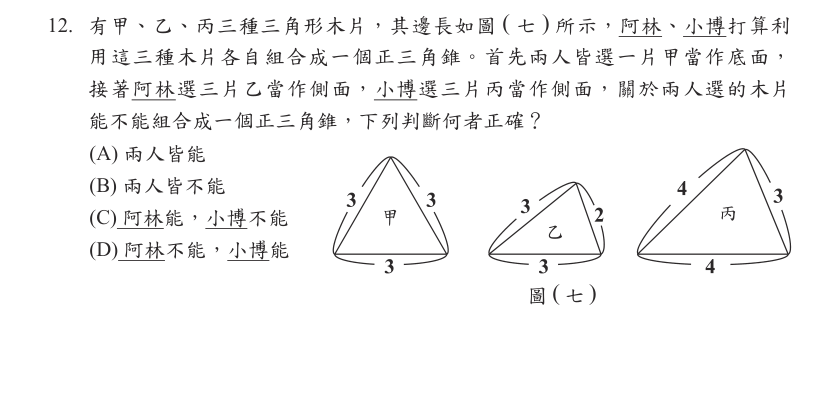 12. 有甲、乙、丙三種三角形木片，其邊長如圖(七)所示，阿林、小博打算利
用這三種木片各自組合成一個正三角錐。首先兩人皆選一片甲當作底面，
接著阿林選三片乙當作側面，小博選三片丙當作側面，關於兩人選的木片
能不能組合成一個正三角錐，下列判斷何者正確？
(A) 兩人皆能
(B) 兩人皆不能
(C) 阿林能，小博不能
(D) 阿林不能，小博能
3
3
甲
3
3
2
乙
3
4
3
丙
4
圖(七)